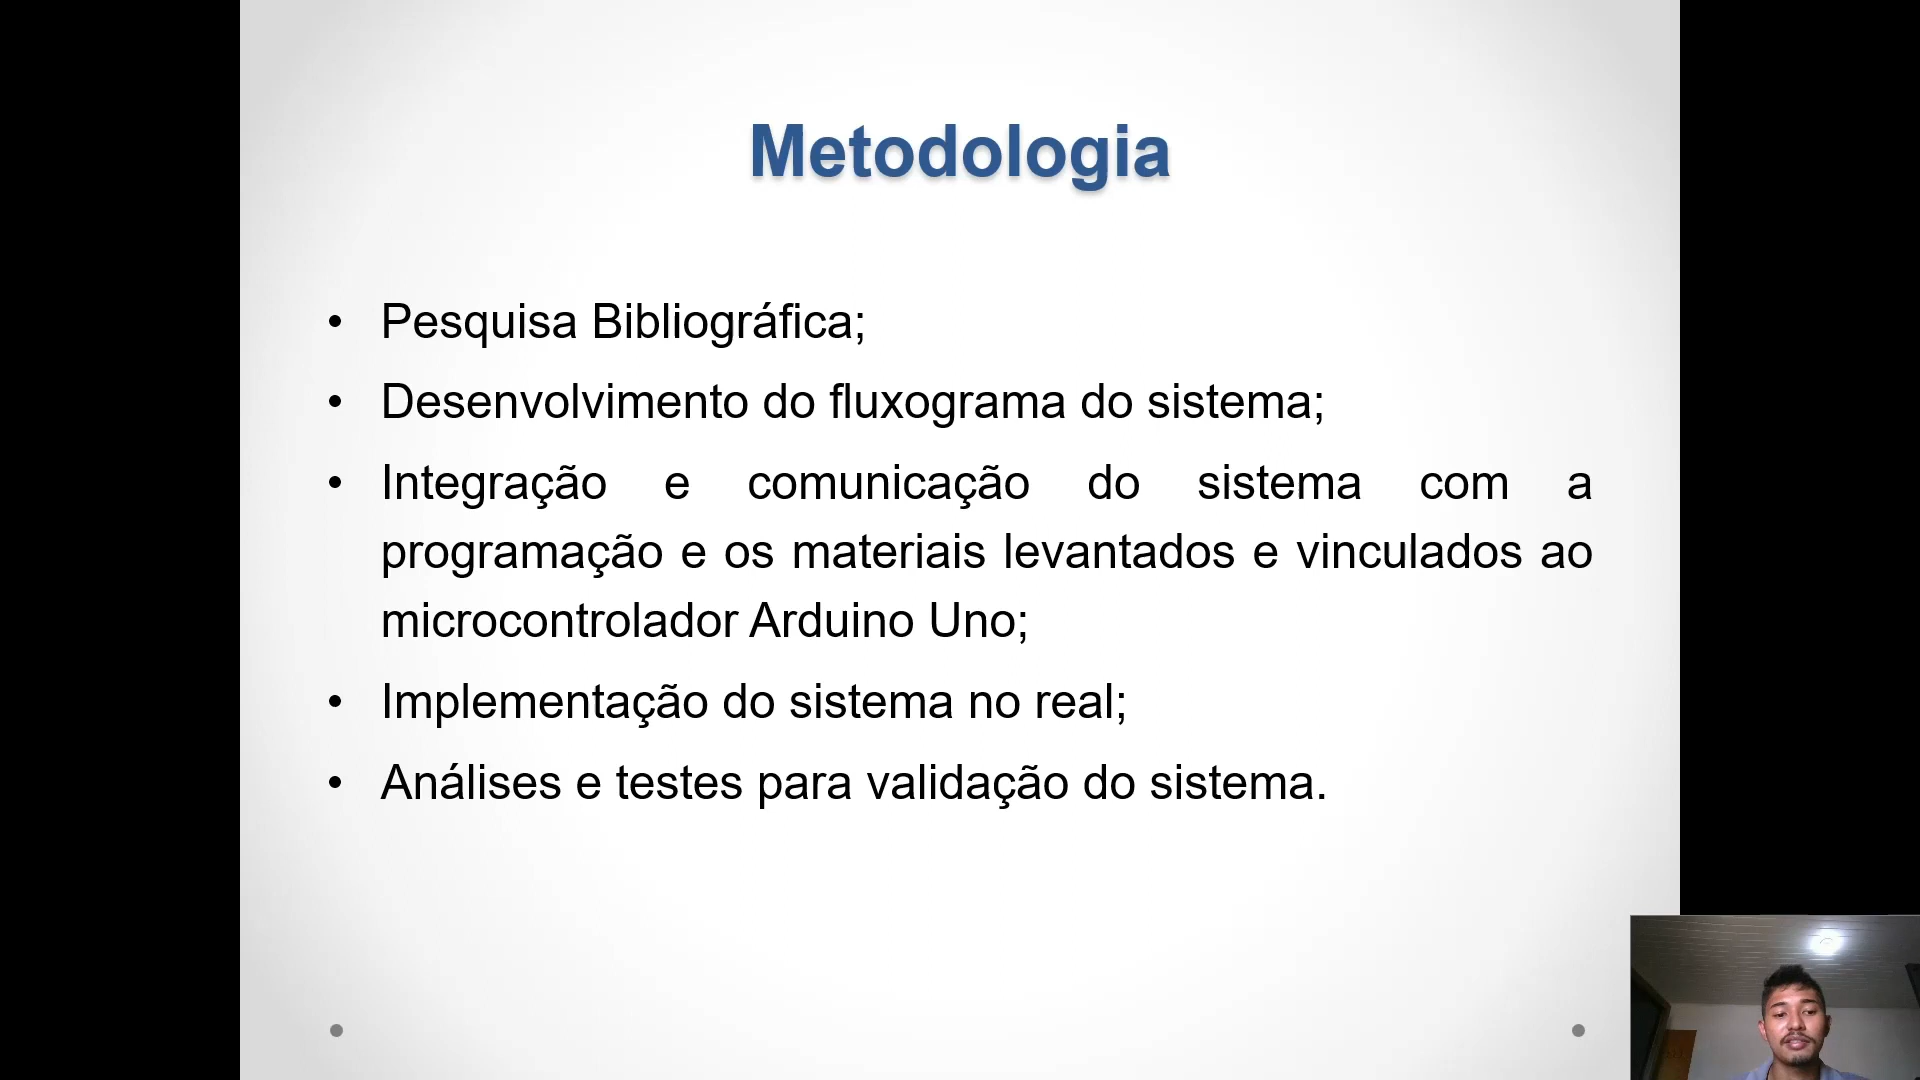 Metodologia
• Pesquisa Bibliográfica;
• Desenvolvimento do fluxograma do sistema;
• Integração e comunicação do sistema com a
programação e os materiais levantados e vinculados ao
microcontrolador Arduino Uno;
• Implementação do sistema no real;
• Análises e testes para validação do sistema.